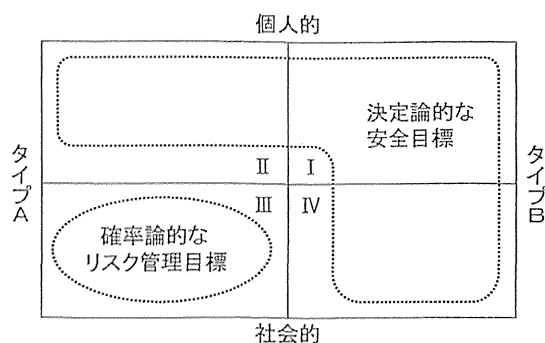 個人的
決定論的な
安全目標
タイプA
Ⅱ
Ⅰ
タイプB
Ⅲ
Ⅳ
確率論的な
リスク管理目標
社会的